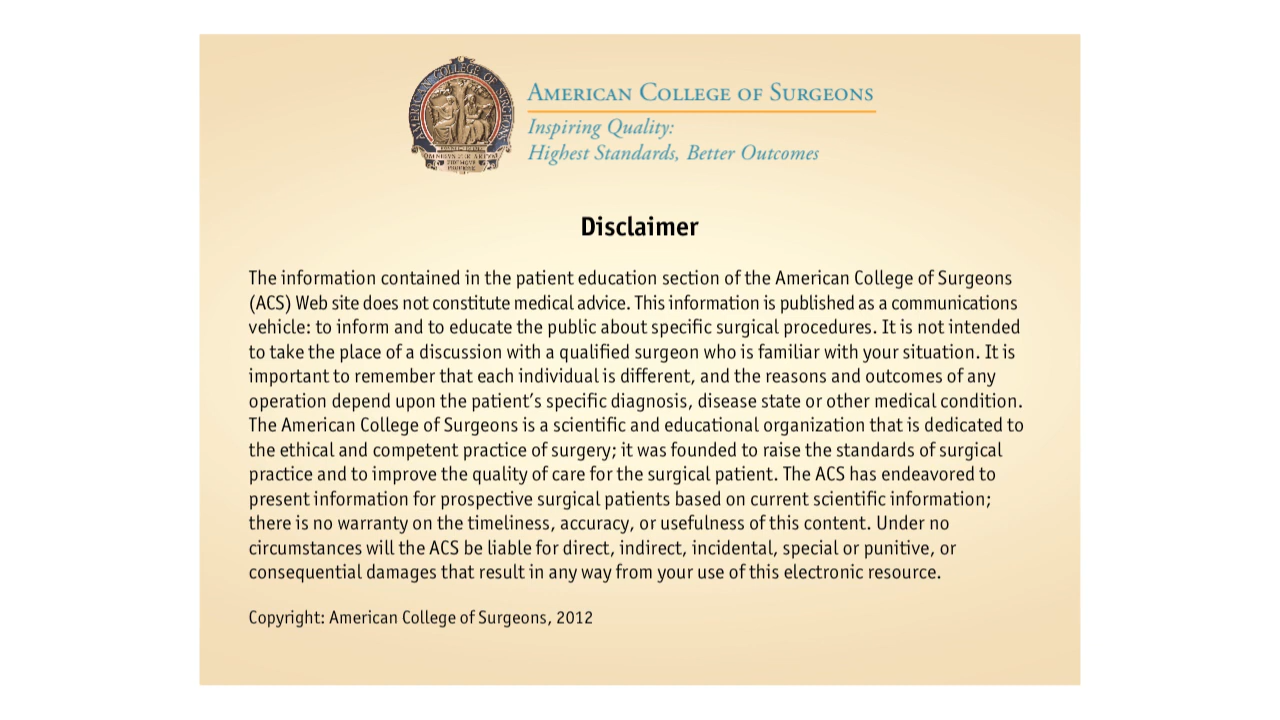 AMERICAN COLLEGE OF SURGEONS
AMERICAN COLLEGE OF SURGEONS
Inspiring Quality:
Highest Standards, Better Outcomes
Disclaimer
The information contained in the patient education section of the American College of Surgeons
(ACS) Web site does not constitute medical advice. This information is published as a communications
vehicle: to inform and to educate the public about specific surgical procedures. It is not intended
to take the place of a discussion with a qualified surgeon who is familiar with your situation. It is
important to remember that each individual is different, and the reasons and outcomes of any
operation depend upon the patient's specific diagnosis, disease state or other medical condition.
The American College of Surgeons is a scientific and educational organization that is dedicated to
the ethical and competent practice of surgery; it was founded to raise the standards of surgical
practice and to improve the quality of care for the surgical patient. The ACS has endeavored to
present information for prospective surgical patients based on current scientific information;
there is no warranty on the timeliness, accuracy, or usefulness of this content. Under no
circumstances will the ACS be liable for direct, indirect, incidental, special or punitive, or
consequential damages that result in any way from your use of this electronic resource.
Copyright: American College of Surgeons, 2012